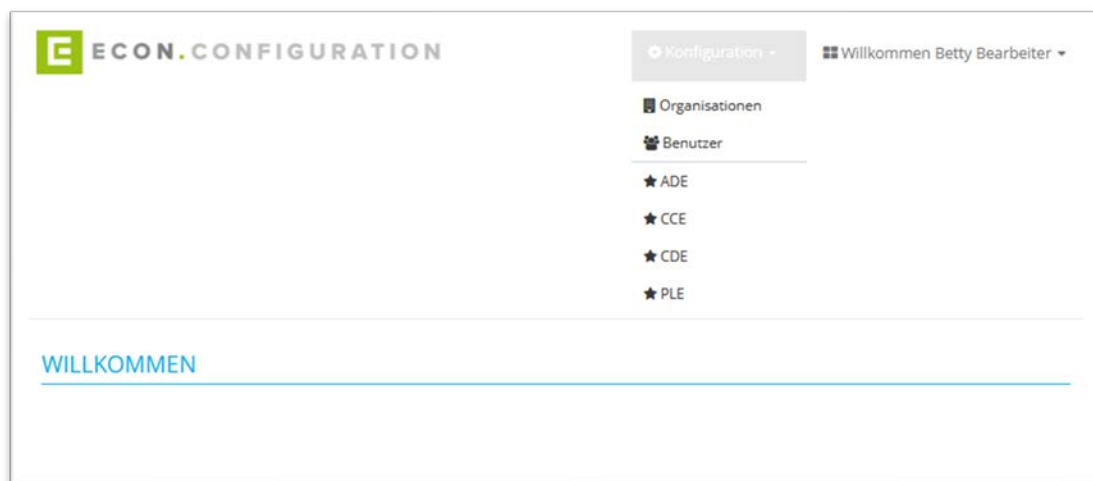 E ECON.CONFIGURATION
Konfiguration
Willkommen Betty Bearbeiter
Organisationen
Benutzer
ADE
CCE
CDE
PLE
WILLKOMMEN